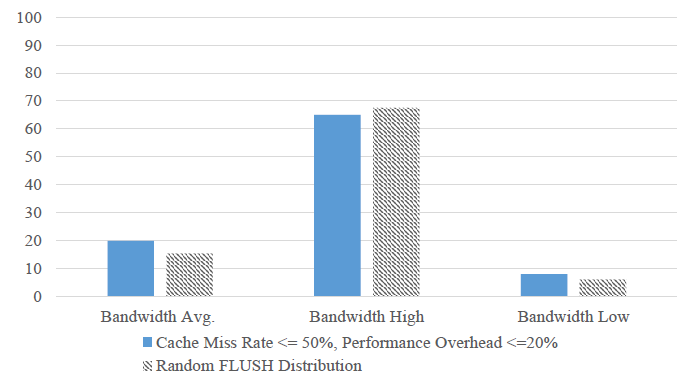 100
90
80
70
60
50
40
30
20
10
0
Bandwidth Avg.
Bandwidth High
Bandwidth Low
Cache Miss Rate <= 50%, Performance Overhead <=20%
Random FLUSH Distribution